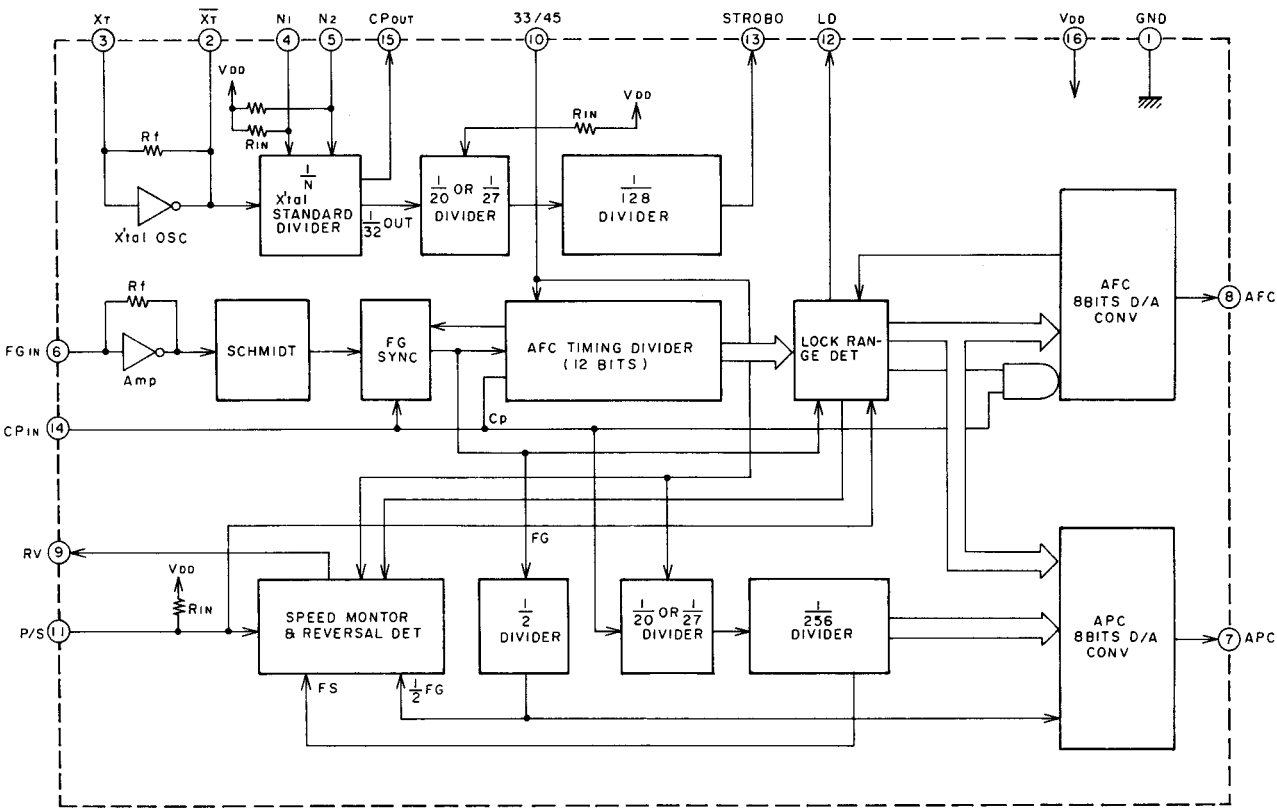 XT
XT
N1
N2
CPOUT
33/45
STROBO
LD
VDD
GND
3
2
4
5
15
10
13
12
16
1
VDD
RIN
Rf
X'tal OSC
1/N
X'tal
STANDARD
DIVIDER
1/32 OUT
VDD
RIN
1/20 OR 1/27
DIVIDER
1/128
DIVIDER
Rf
FGIN
6
Amp
SCHMIDT
FG
SYNC
AFC TIMING DIVIDER
(12 BITS)
LOCK RAN-
GE DET
AFC
8BITS D/A
CONV
8
AFC
CPIN
14
CP
FG
RV
9
VDD
RIN
P/S
11
SPEED MONTOR
& REVERSAL DET
1/2
DIVIDER
1/20 OR 1/27
DIVIDER
1/256
DIVIDER
APC
8BITS D/A
CONV
7
APC
FS
1/2 FG